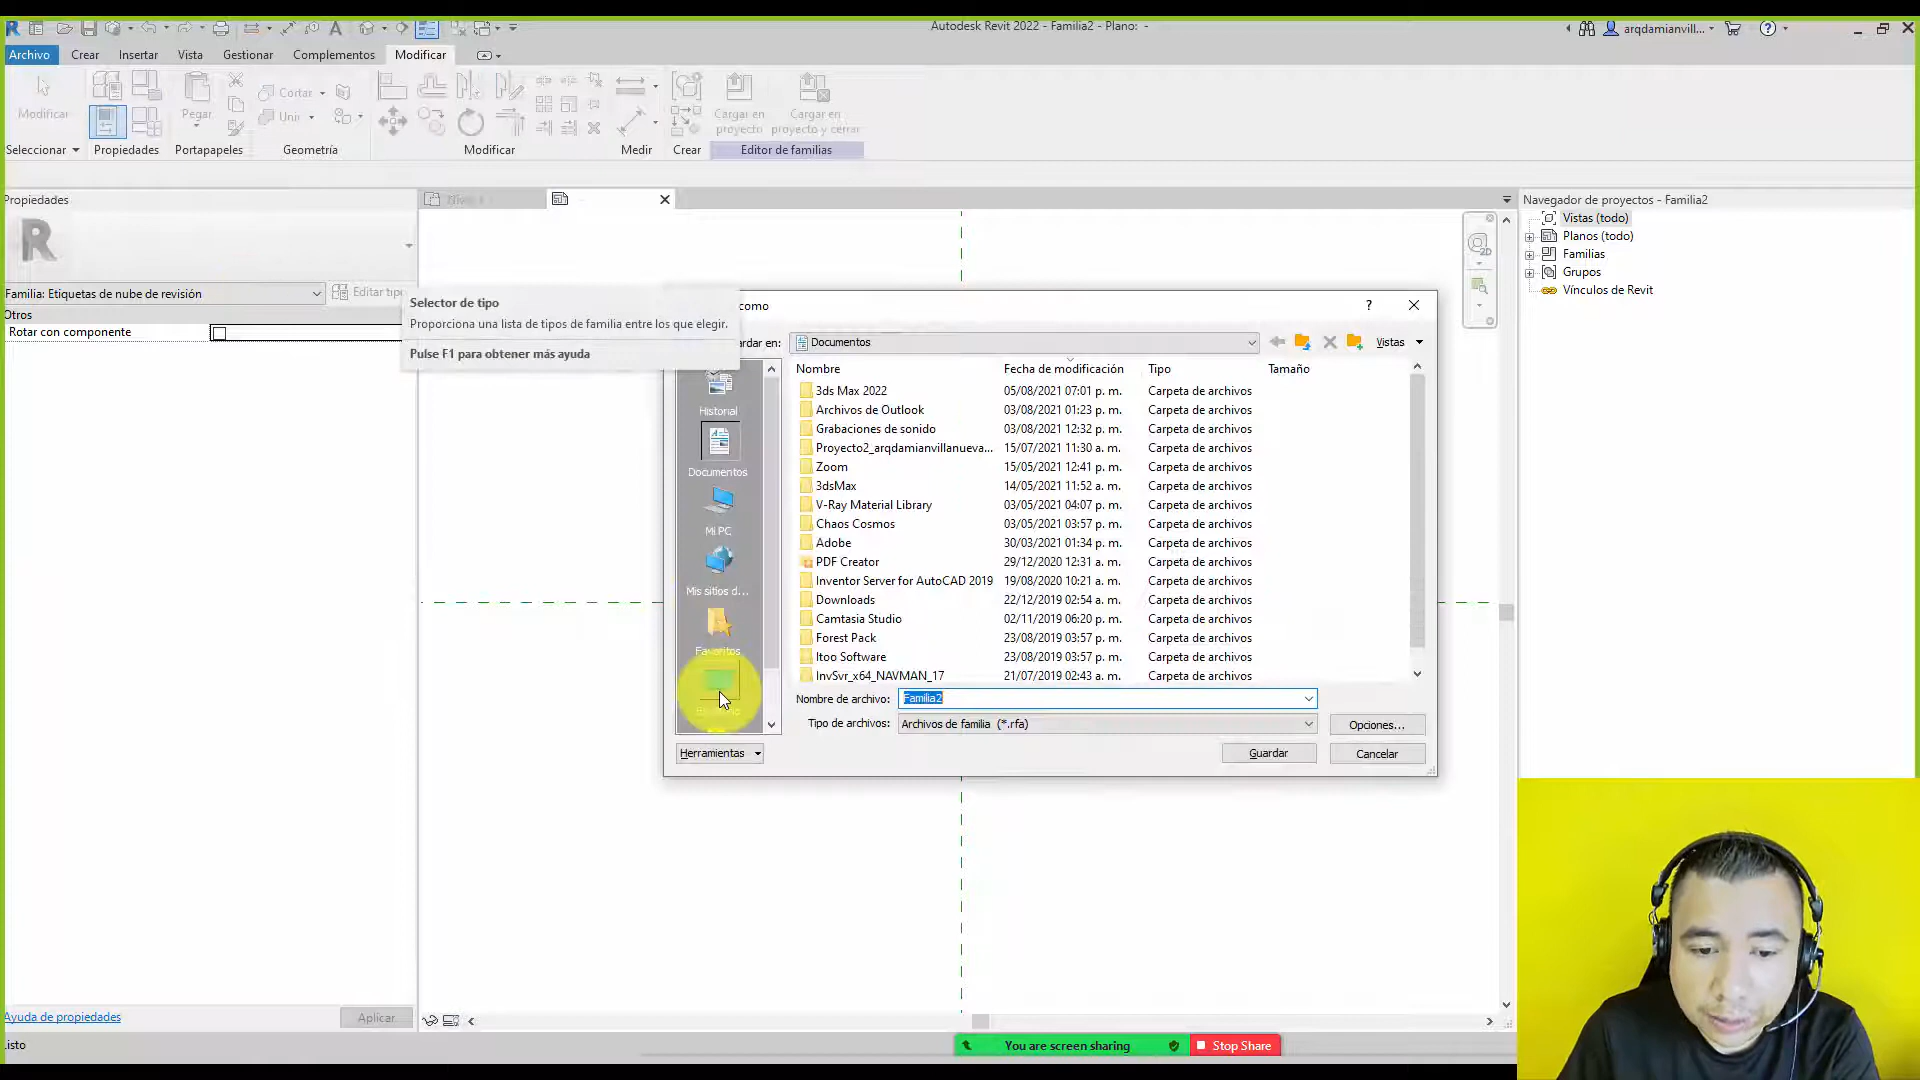 Autodesk Revit 2022 - Familia2 - Plano: -
arqdamianvill...
Archivo
Crear
Insertar
Vista
Gestionar
Complementos
Modificar
Modificar
Pegar
Cortar
Unir
Cargar en
proyecto
Cargar en
proyecto y cerrar
Seleccionar
Propiedades
Portapapeles
Geometría
Modificar
Medir
Crear
Editor de familias
Propiedades
Familia: Etiquetas de nube de revisión
Editar tipo
Otros
Rotar con componente
Selector de tipo
Proporciona una lista de tipos de familia entre los que elegir.
Pulse F1 para obtener más ayuda
como
Documentos
Vistas
Nombre
Fecha de modificación
Tipo
Tamaño
3ds Max 2022 05/08/2021 07:01 p. m. Carpeta de archivos
Archivos de Outlook 03/08/2021 01:23 p. m. Carpeta de archivos
Grabaciones de sonido 03/08/2021 12:32 p. m. Carpeta de archivos
Proyecto2_arqdamianvillanueva... 15/07/2021 11:30 a. m. Carpeta de archivos
Zoom 15/05/2021 12:41 p. m. Carpeta de archivos
3dsMax 14/05/2021 11:52 a. m. Carpeta de archivos
V-Ray Material Library 03/05/2021 04:07 p. m. Carpeta de archivos
Chaos Cosmos 03/05/2021 03:57 p. m. Carpeta de archivos
Adobe 30/03/2021 01:34 p. m. Carpeta de archivos
PDF Creator 29/12/2020 12:31 a. m. Carpeta de archivos
Inventor Server for AutoCAD 2019 19/08/2020 10:21 a. m. Carpeta de archivos
Downloads 22/12/2019 02:54 a. m. Carpeta de archivos
Camtasia Studio 02/11/2019 06:20 p. m. Carpeta de archivos
Forest Pack 23/08/2019 03:57 p. m. Carpeta de archivos
Itoo Software 23/08/2019 03:57 p. m. Carpeta de archivos
InvSvr_x64_NAVMAN_17 21/07/2019 02:43 a. m. Carpeta de archivos
Historial
Documentos
Mi PC
Mis sitios d...
Favoritos
Nombre de archivo: Familia2
Tipo de archivos: Archivos de familia (*.rfa)
Opciones...
Herramientas
Guardar
Cancelar
Navegador de proyectos - Familia2
Vistas (todo)
Planos (todo)
Familias
Grupos
Vínculos de Revit
Ayuda de propiedades
Aplicar
Listo
You are screen sharing
Stop Share